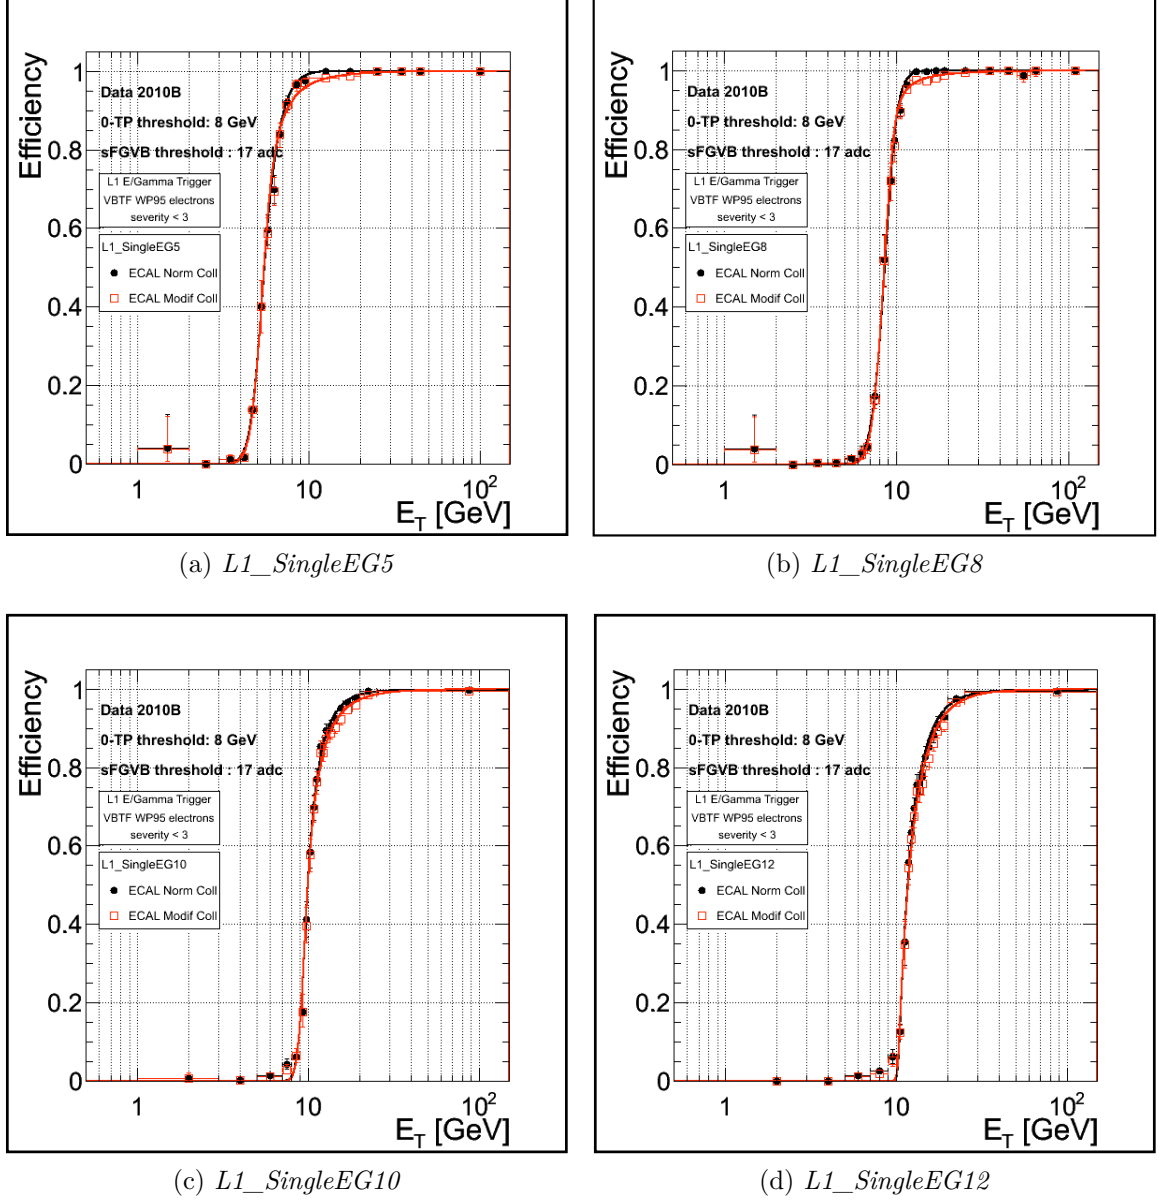 Efficiency
1
0.8
0.6
0.4
0.2
0
Data 2010B
0-TP threshold: 8 GeV
sFGVB threshold : 17 adc
L1 E/Gamma Trigger
VBTF WP95 electrons
severity < 3
L1_SingleEG5
ECAL Norm Coll
ECAL Modif Coll
1 10 10²
E_T [GeV]
(a) L1_SingleEG5
Efficiency
1
0.8
0.6
0.4
0.2
0
Data 2010B
0-TP threshold: 8 GeV
sFGVB threshold : 17 adc
L1 E/Gamma Trigger
VBTF WP95 electrons
severity < 3
L1_SingleEG8
ECAL Norm Coll
ECAL Modif Coll
1 10 10²
E_T [GeV]
(b) L1_SingleEG8
Efficiency
1
0.8
0.6
0.4
0.2
0
Data 2010B
0-TP threshold: 8 GeV
sFGVB threshold : 17 adc
L1 E/Gamma Trigger
VBTF WP95 electrons
severity < 3
L1_SingleEG10
ECAL Norm Coll
ECAL Modif Coll
1 10 10²
E_T [GeV]
(c) L1_SingleEG10
Efficiency
1
0.8
0.6
0.4
0.2
0
Data 2010B
0-TP threshold: 8 GeV
sFGVB threshold : 17 adc
L1 E/Gamma Trigger
VBTF WP95 electrons
severity < 3
L1_SingleEG12
ECAL Norm Coll
ECAL Modif Coll
1 10 10²
E_T [GeV]
(d) L1_SingleEG12